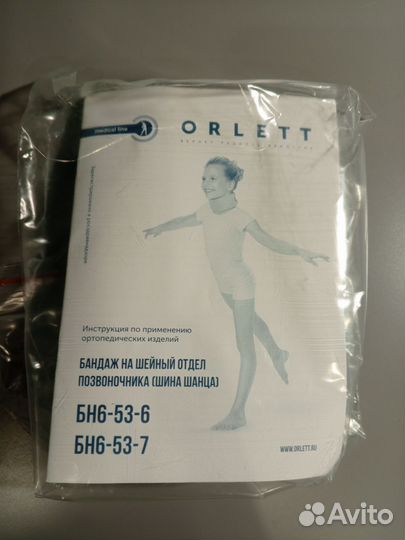 medical line
ORLETT
Инструкция по применению
ортопедических изделий
БАНДАЖ НА ШЕЙНЫЙ ОТДЕЛ
ПОЗВОНОЧНИКА (ШИНА ШАНЦА)
БН6-53-6
БН6-53-7
WWW.ORLETT.RU
Avito